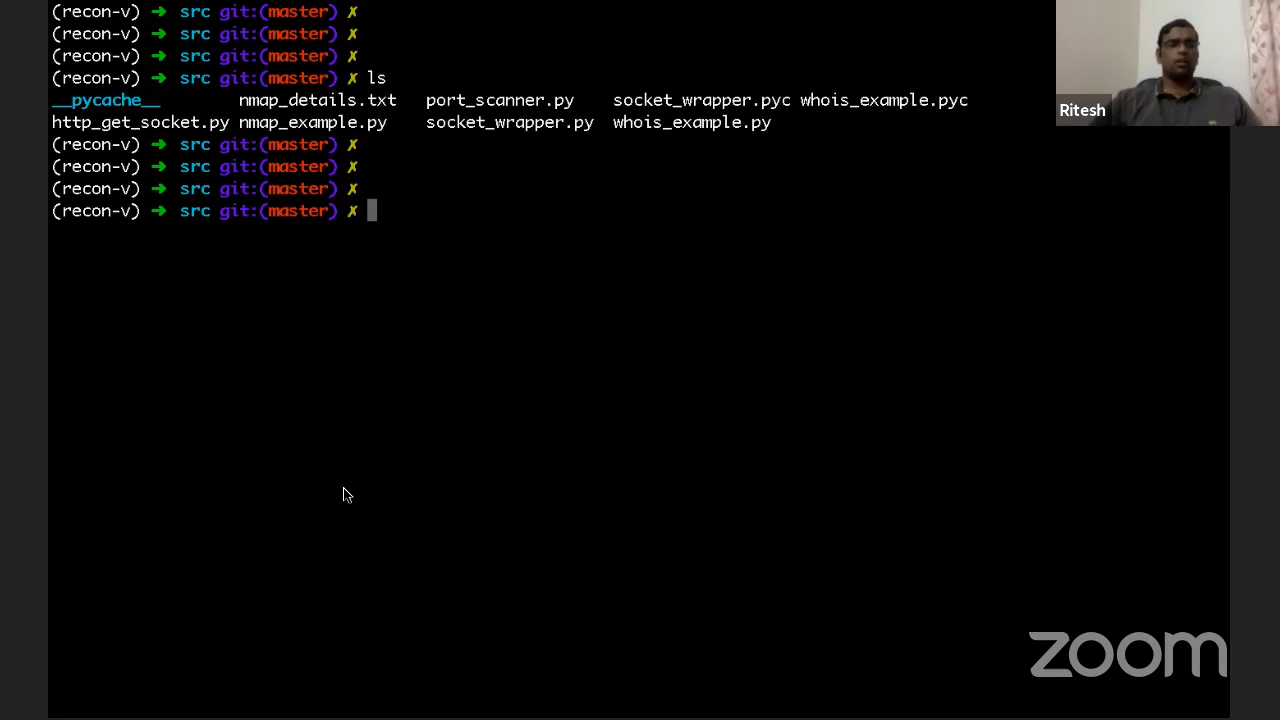 (recon-v) ➜ src git:(master) ✗
(recon-v) ➜ src git:(master) ✗
(recon-v) ➜ src git:(master) ✗
(recon-v) ➜ src git:(master) ✗ ls
__pycache__ nmap_details.txt port_scanner.py socket_wrapper.pyc whois_example.pyc
http_get_socket.py nmap_example.py socket_wrapper.py whois_example.py
(recon-v) ➜ src git:(master) ✗
(recon-v) ➜ src git:(master) ✗
(recon-v) ➜ src git:(master) ✗
(recon-v) ➜ src git:(master) ✗
Ritesh
zoom